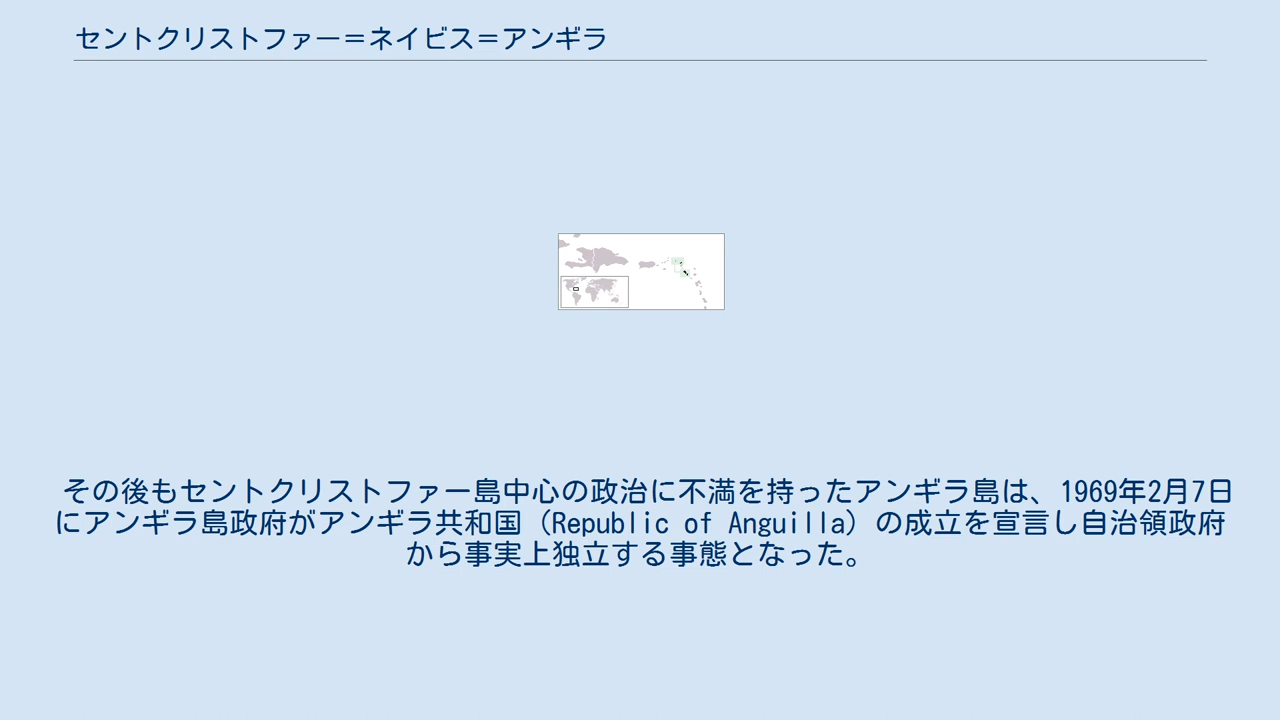 セントクリストファー＝ネイビス＝アンギラ
その後もセントクリストファー島中心の政治に不満を持ったアンギラ島は、1969年2月7日
にアンギラ島政府がアンギラ共和国（Republic of Anguilla）の成立を宣言し自治領政府
から事実上独立する事態となった。